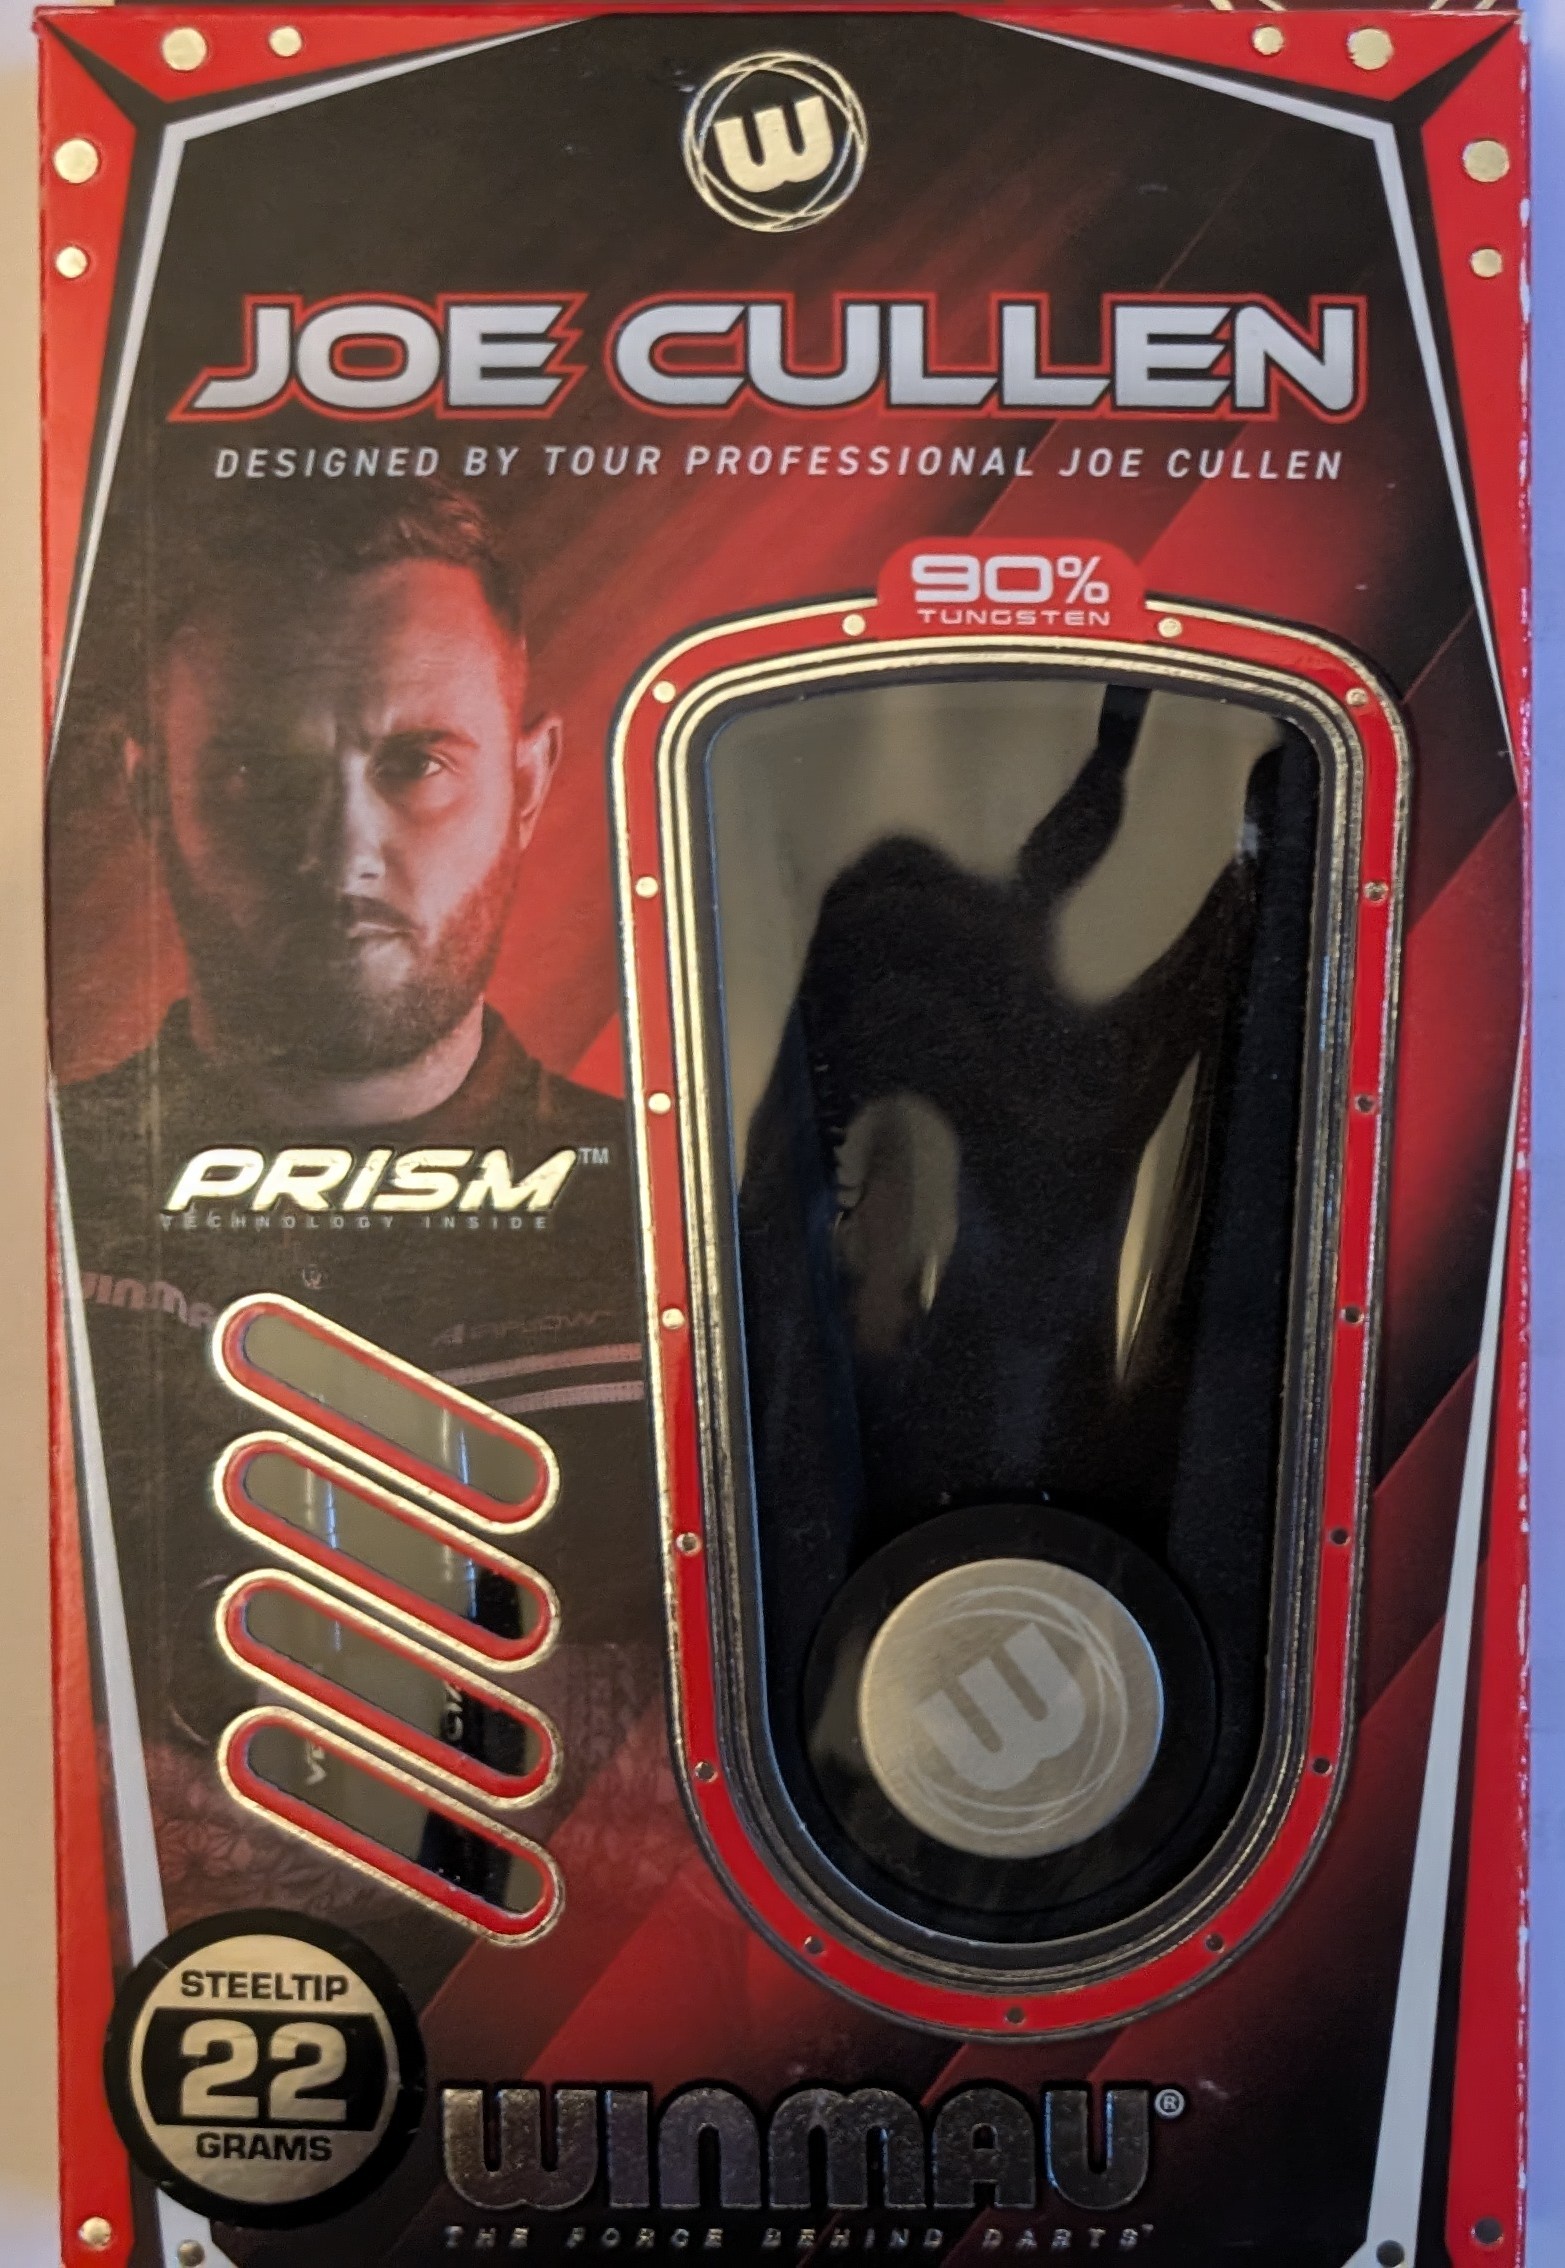 W
JOE CULLEN
DESIGNED BY TOUR PROFESSIONAL JOE CULLEN
90%
TUNGSTEN
PRISM™
TECHNOLOGY INSIDE
W
STEELTIP
22
GRAMS
WINMAU®
THE FORCE BEHIND DARTS™